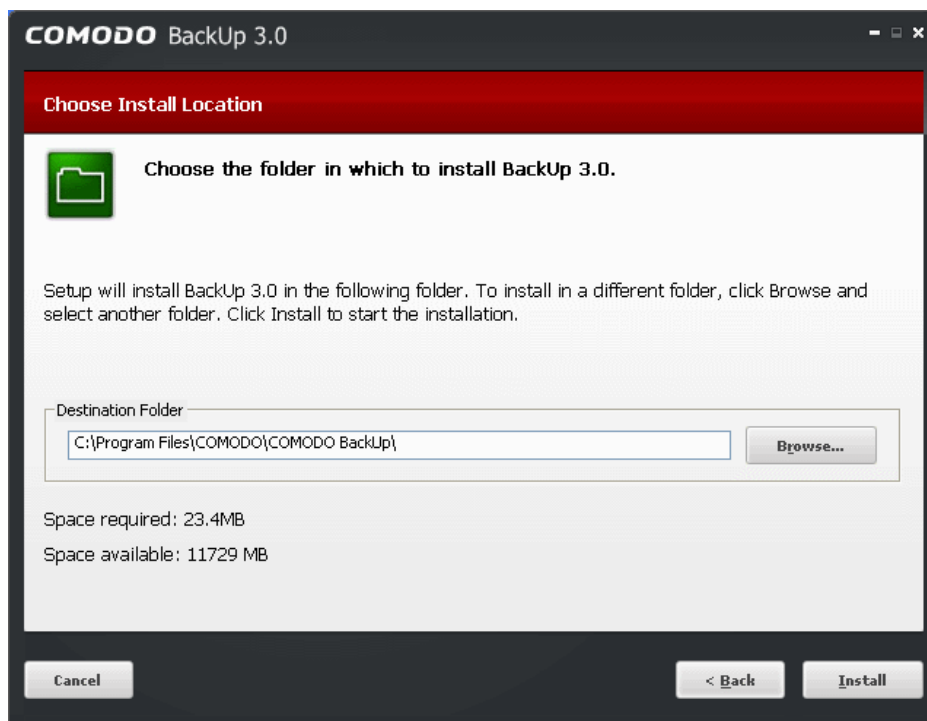 COMODO BackUp 3.0
Choose Install Location
Choose the folder in which to install BackUp 3.0.
Setup will install BackUp 3.0 in the following folder. To install in a different folder, click Browse and
select another folder. Click Install to start the installation.
Destination Folder
C:\Program Files\COMODO\COMODO BackUp\
Browse...
Space required: 23.4MB
Space available: 11729 MB
Cancel
< Back
Install